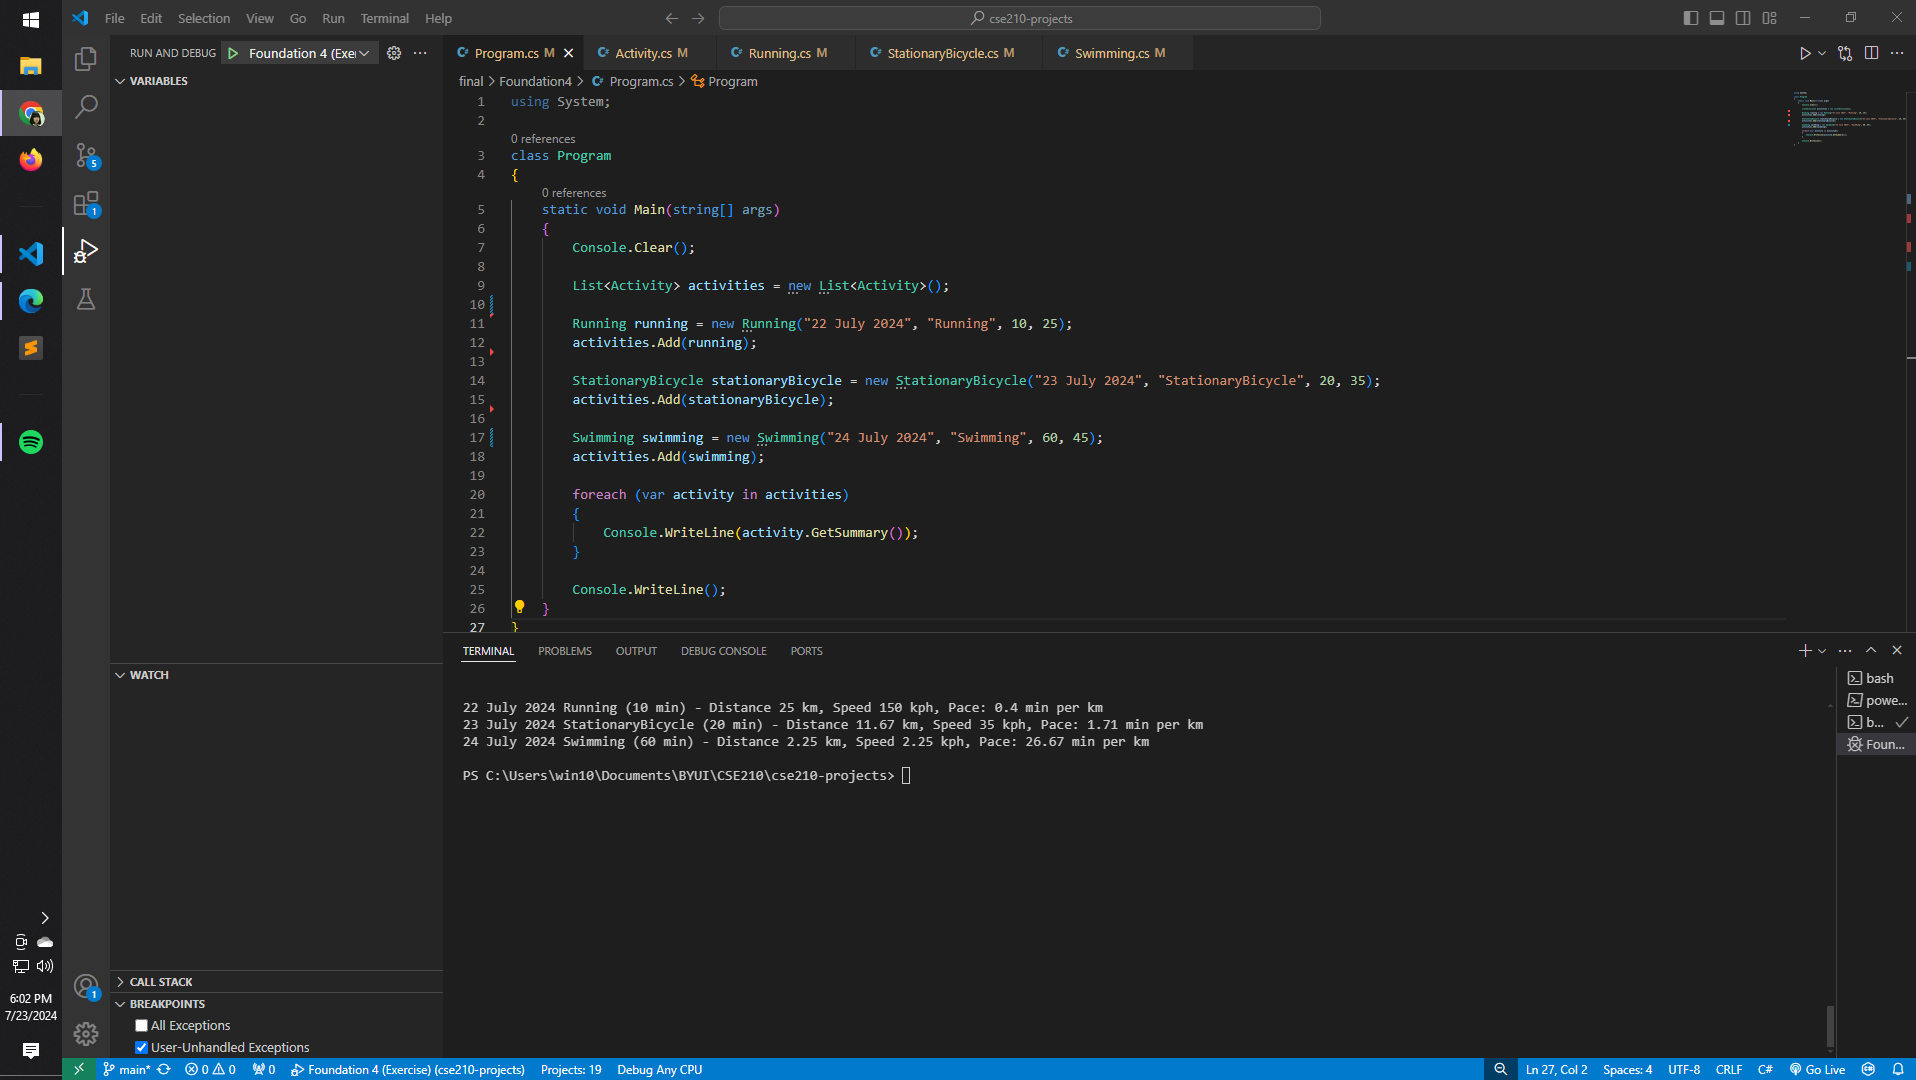 File Edit Selection View Go Run Terminal Help
cse210-projects
RUN AND DEBUG Foundation 4 (Exer
Program.cs M Activity.cs M Running.cs M StationaryBicycle.cs M Swimming.cs M
VARIABLES
final > Foundation4 > Program.cs > Program
1 using System;
2
0 references
3 class Program
4 {
0 references
5 static void Main(string[] args)
6 {
7 Console.Clear();
8
9 List<Activity> activities = new List<Activity>();
10
11 Running running = new Running("22 July 2024", "Running", 10, 25);
12 activities.Add(running);
13
14 StationaryBicycle stationaryBicycle = new StationaryBicycle("23 July 2024", "StationaryBicycle", 20, 35);
15 activities.Add(stationaryBicycle);
16
17 Swimming swimming = new Swimming("24 July 2024", "Swimming", 60, 45);
18 activities.Add(swimming);
19
20 foreach (var activity in activities)
21 {
22 Console.WriteLine(activity.GetSummary());
23 }
24
25 Console.WriteLine();
26 }
27 }
5
1
TERMINAL PROBLEMS OUTPUT DEBUG CONSOLE PORTS
WATCH
22 July 2024 Running (10 min) - Distance 25 km, Speed 150 kph, Pace: 0.4 min per km
23 July 2024 StationaryBicycle (20 min) - Distance 11.67 km, Speed 35 kph, Pace: 1.71 min per km
24 July 2024 Swimming (60 min) - Distance 2.25 km, Speed 2.25 kph, Pace: 26.67 min per km
PS C:\Users\win10\Documents\BYUI\CSE210\cse210-projects>
bash
powe...
b...
Foun...
CALL STACK
BREAKPOINTS
All Exceptions
User-Unhandled Exceptions
1
6:02 PM
7/23/2024
main* 0 0 0 Foundation 4 (Exercise) (cse210-projects) Projects: 19 Debug Any CPU
Ln 27, Col 2 Spaces: 4 UTF-8 CRLF C# Go Live